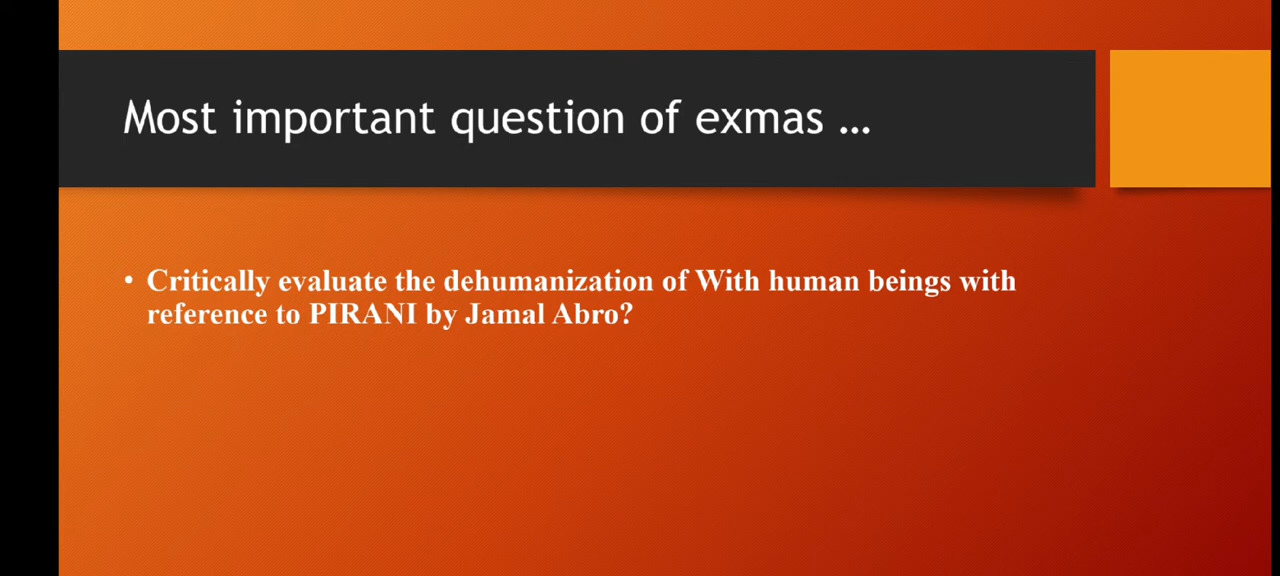 Most important question of exmas ...
• Critically evaluate the dehumanization of With human beings with
reference to PIRANI by Jamal Abro?